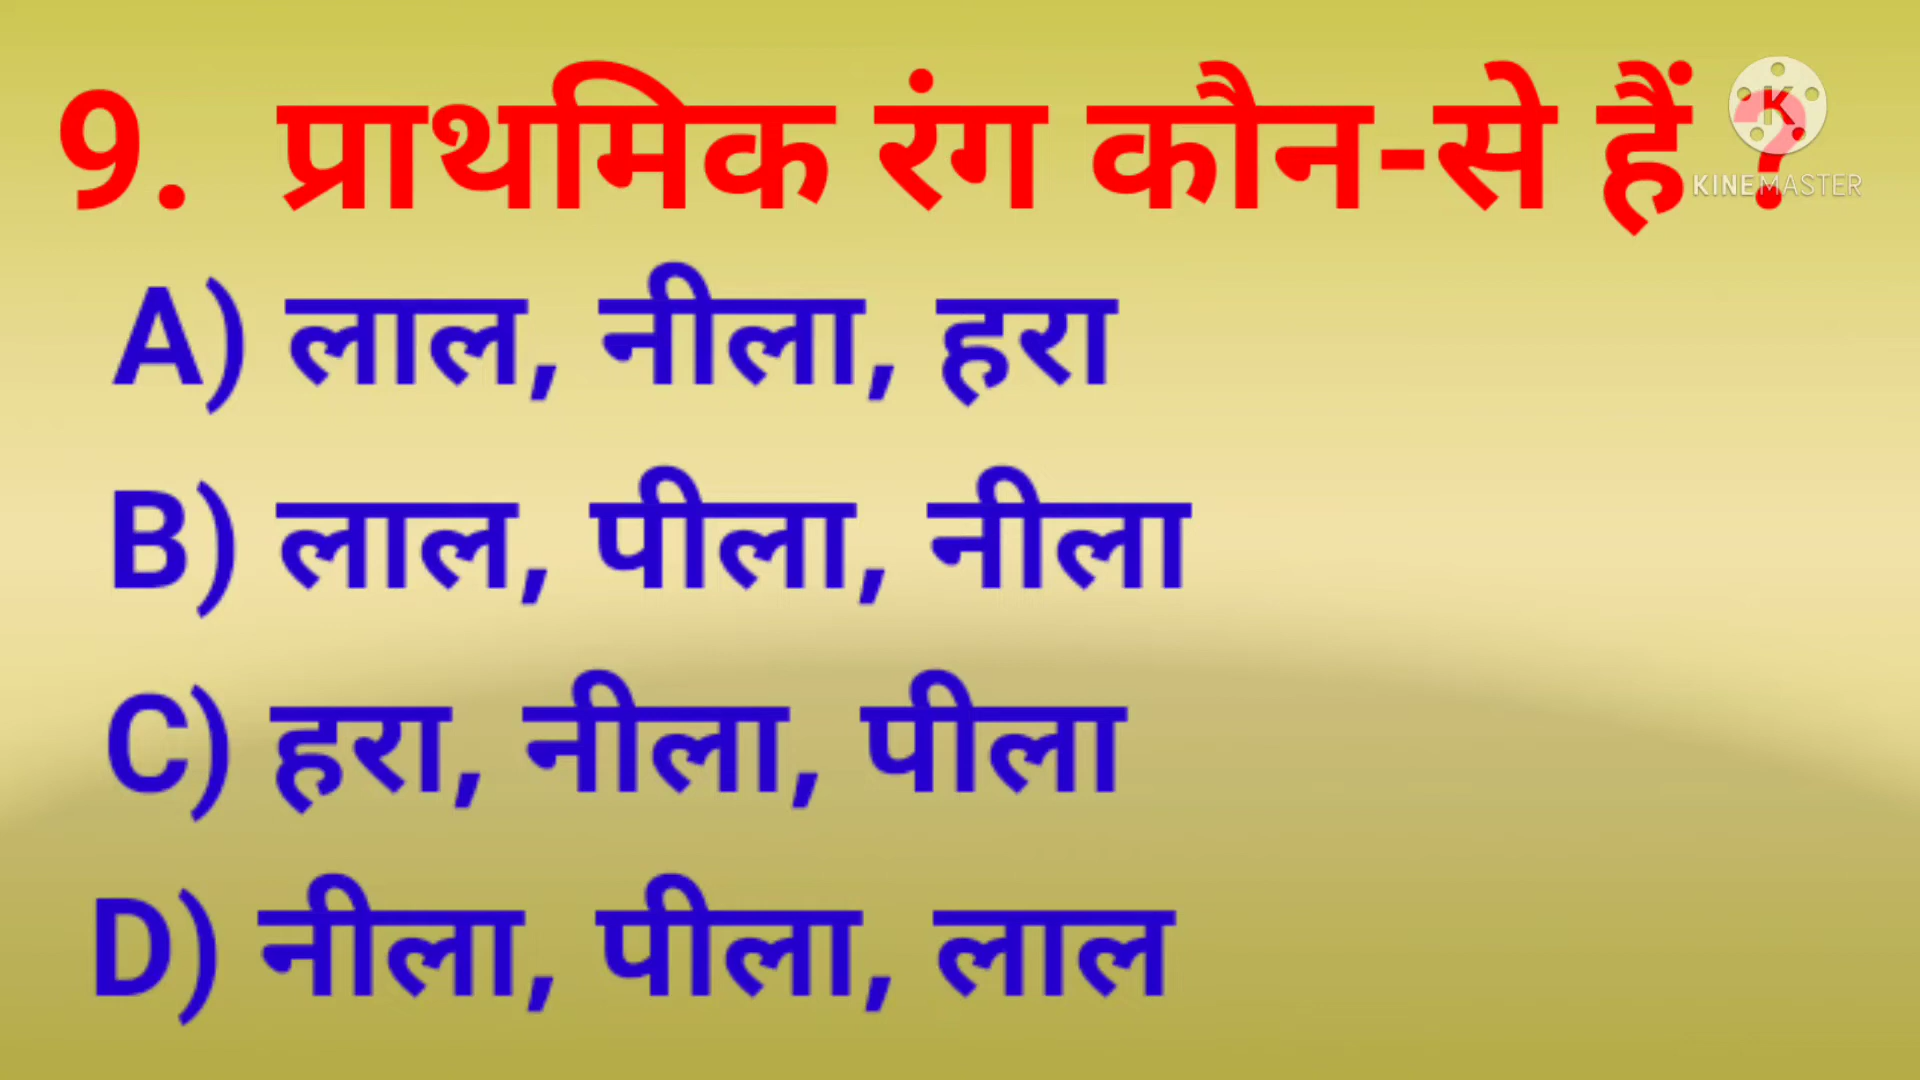 9. प्राथमिक रंग कौन-से हैं ?
K
KINEMASTER
A) लाल, नीला, हरा
B) लाल, पीला, नीला
C) हरा, नीला, पीला
D) नीला, पीला, लाल